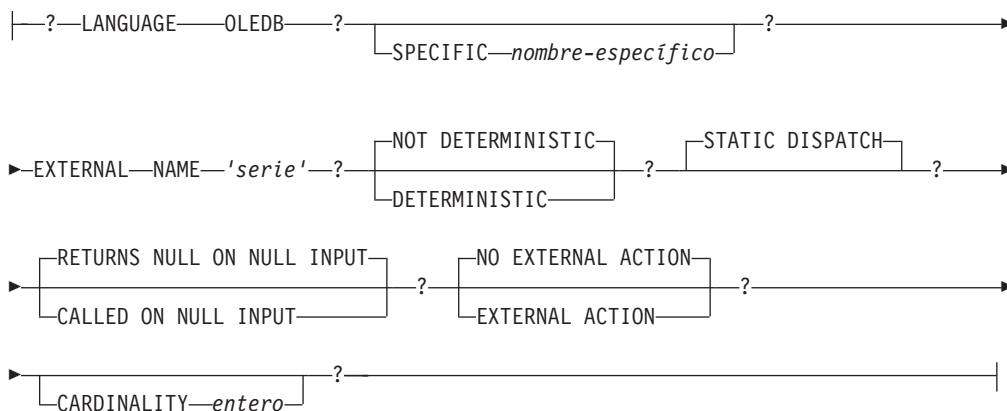 ? LANGUAGE OLEDB ? ?
SPECIFIC nombre-específico
EXTERNAL NAME 'serie' ? NOT DETERMINISTIC ? STATIC DISPATCH ?
DETERMINISTIC
RETURNS NULL ON NULL INPUT ? NO EXTERNAL ACTION ?
CALLED ON NULL INPUT EXTERNAL ACTION
?
CARDINALITY entero